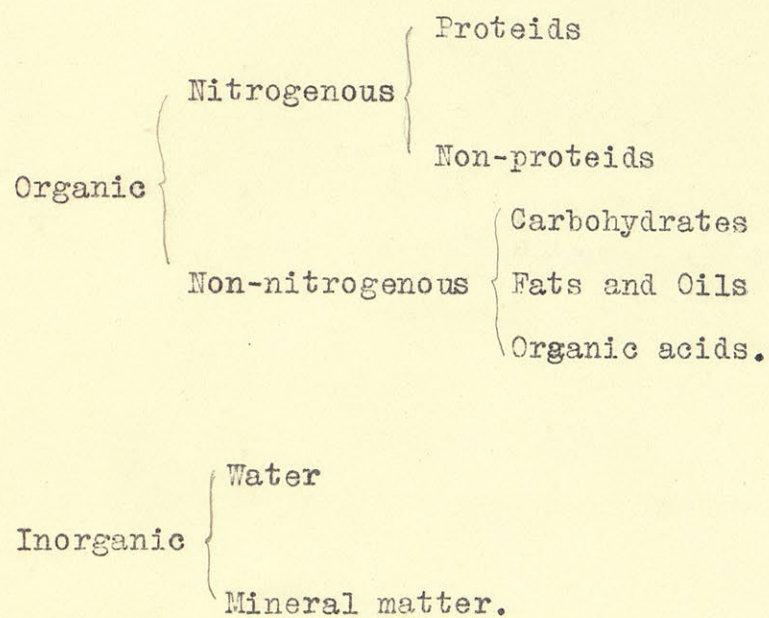 Proteids
Nitrogenous
Non-proteids
Organic
Carbohydrates
Non-nitrogenous Fats and Oils
Organic acids.
Water
Inorganic
Mineral matter.